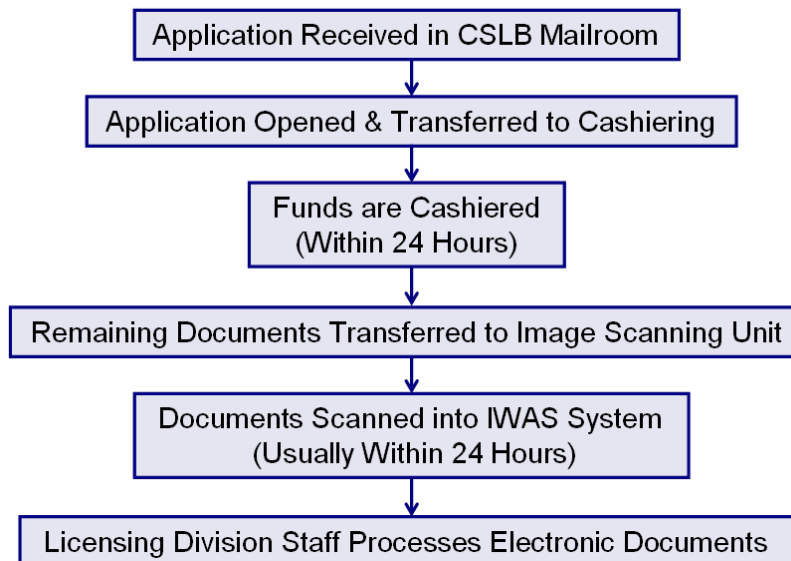 Application Received in CSLB Mailroom
Application Opened & Transferred to Cashiering
Funds are Cashiered
(Within 24 Hours)
Remaining Documents Transferred to Image Scanning Unit
Documents Scanned into IWAS System
(Usually Within 24 Hours)
Licensing Division Staff Processes Electronic Documents